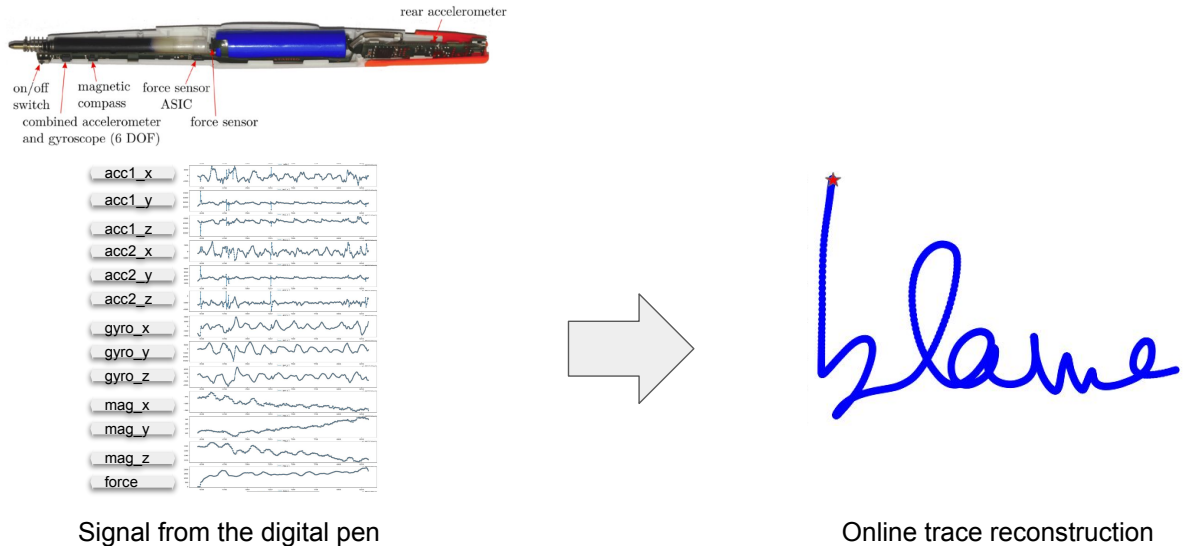 rear accelerometer
on/off
switch
magnetic
compass
force sensor
ASIC
combined accelerometer
and gyroscope (6 DOF)
force sensor
acc1_x
acc1_y
acc1_z
acc2_x
acc2_y
acc2_z
gyro_x
gyro_y
gyro_z
mag_x
mag_y
mag_z
force
blame
Signal from the digital pen
Online trace reconstruction